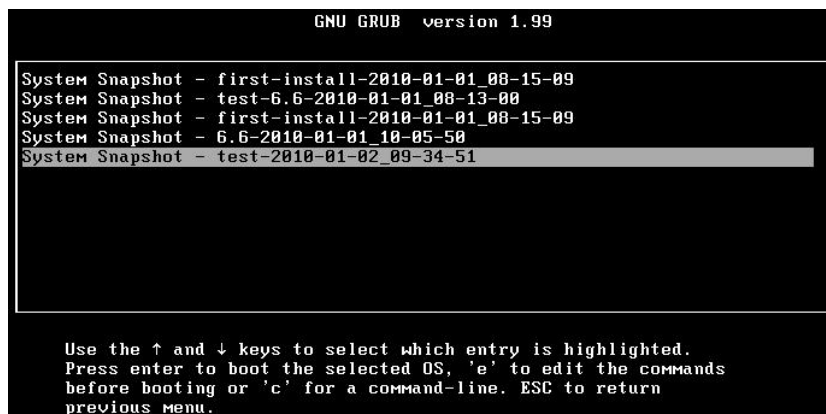 GNU GRUB version 1.99
System Snapshot - first-install-2010-01-01_08-15-09
System Snapshot - test-6.6-2010-01-01_08-13-00
System Snapshot - first-install-2010-01-01_08-15-09
System Snapshot - 6.6-2010-01-01_10-05-50
System Snapshot - test-2010-01-02_09-34-51
Use the ↑ and ↓ keys to select which entry is highlighted.
Press enter to boot the selected OS, 'e' to edit the commands
before booting or 'c' for a command-line. ESC to return
previous menu.